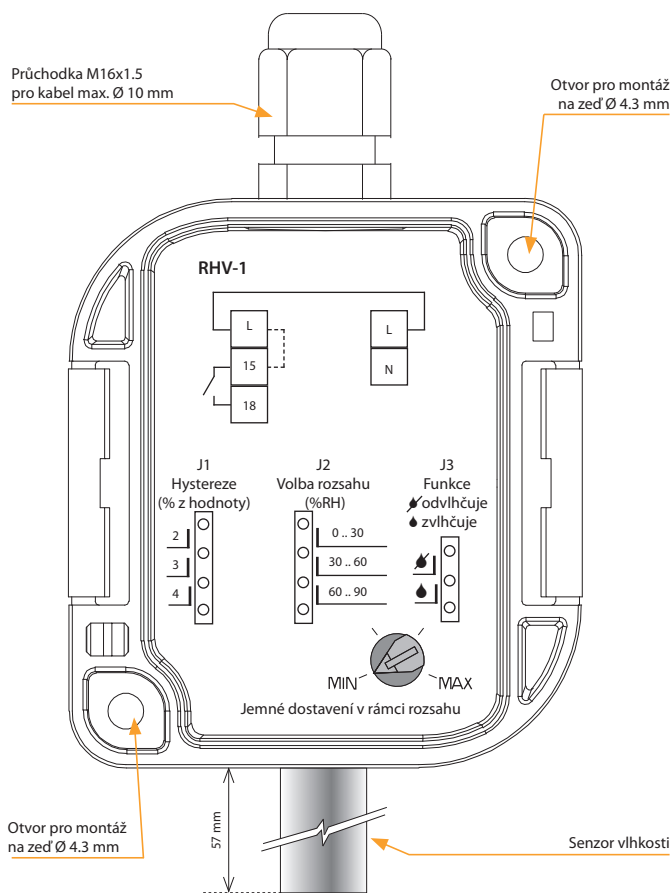 Průchodka M16x1.5
pro kabel max. Ø 10 mm
Otvor pro montáž
na zeď Ø 4.3 mm
RHV-1
L
15
18
L
N
J1
Hystereze
(% z hodnoty)
2
3
4
J2
Volba rozsahu
(%RH)
0 .. 30
30 .. 60
60 .. 90
J3
Funkce
odvlhčuje
zvlhčuje
MIN
MAX
Jemné dostavení v rámci rozsahu
57 mm
Otvor pro montáž
na zeď Ø 4.3 mm
Senzor vlhkosti